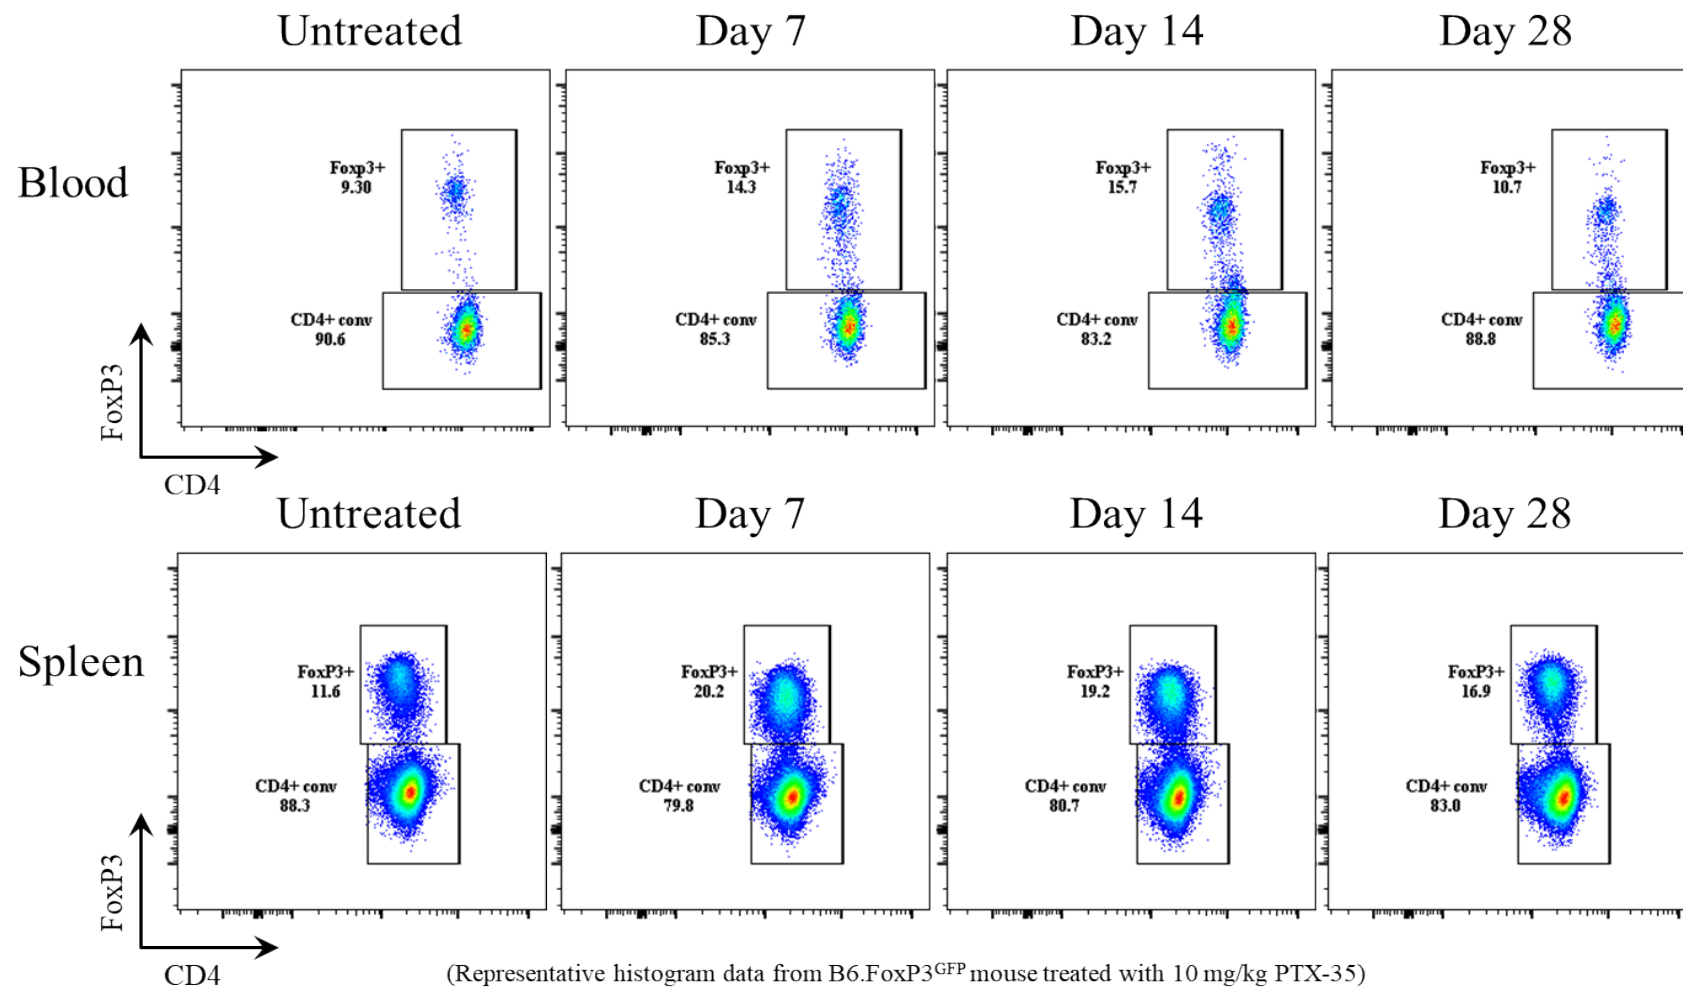 Untreated Day 7 Day 14 Day 28
Blood
Foxp3+
9.30
CD4+ conv
90.6
Foxp3+
14.3
CD4+ conv
85.3
Foxp3+
15.7
CD4+ conv
83.2
Foxp3+
10.7
CD4+ conv
88.8
FoxP3
CD4
Untreated Day 7 Day 14 Day 28
Spleen
FoxP3+
11.6
CD4+ conv
88.3
FoxP3+
20.2
CD4+ conv
79.8
FoxP3+
19.2
CD4+ conv
80.7
FoxP3+
16.9
CD4+ conv
83.0
FoxP3
CD4
(Representative histogram data from B6.FoxP3GFP mouse treated with 10 mg/kg PTX-35)